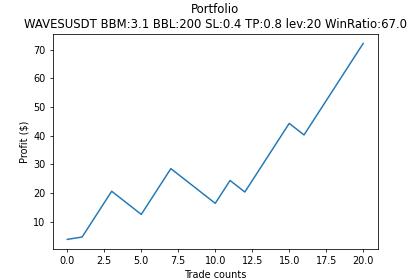 Portfolio
WAVESUSDT BBM:3.1 BBL:200 SL:0.4 TP:0.8 lev:20 WinRatio:67.0
70
60
50
40
30
20
10
Profit ($)
0.0 2.5 5.0 7.5 10.0 12.5 15.0 17.5 20.0
Trade counts